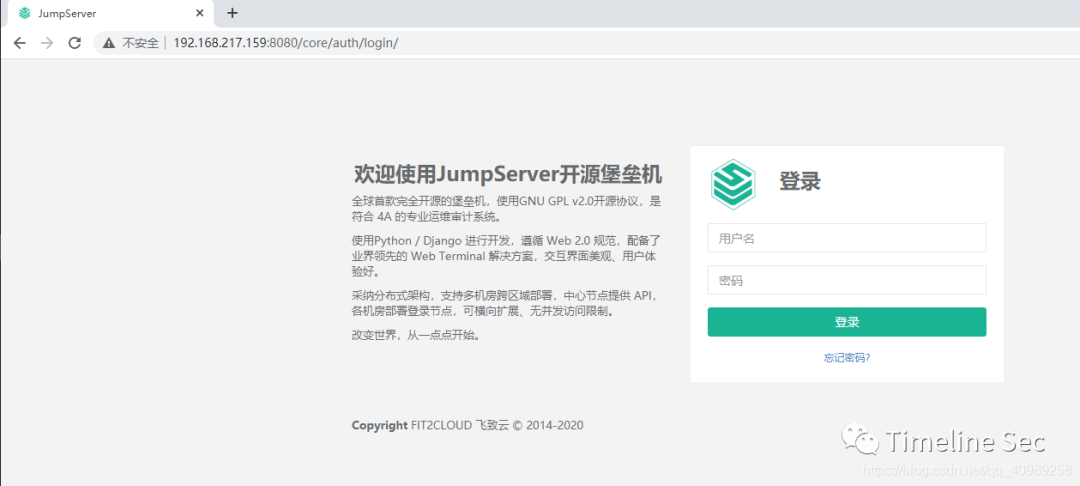 JumpServer
不安全 | 192.168.217.159:8080/core/auth/login/
欢迎使用JumpServer开源堡垒机
全球首款完全开源的堡垒机，使用GNU GPL v2.0开源协议，是
符合 4A 的专业运维审计系统。
使用Python / Django 进行开发，遵循 Web 2.0 规范，配备了
业界领先的 Web Terminal 解决方案，交互界面美观、用户体
验好。
采纳分布式架构，支持多机房跨区域部署，中心节点提供 API，
各机房部署登录节点，可横向扩展、无并发访问限制。
改变世界，从一点点开始。
登录
用户名
密码
登录
忘记密码?
Copyright FIT2CLOUD 飞致云 © 2014-2020
Timeline Sec
https://blog.csdn.net/qq_40989258